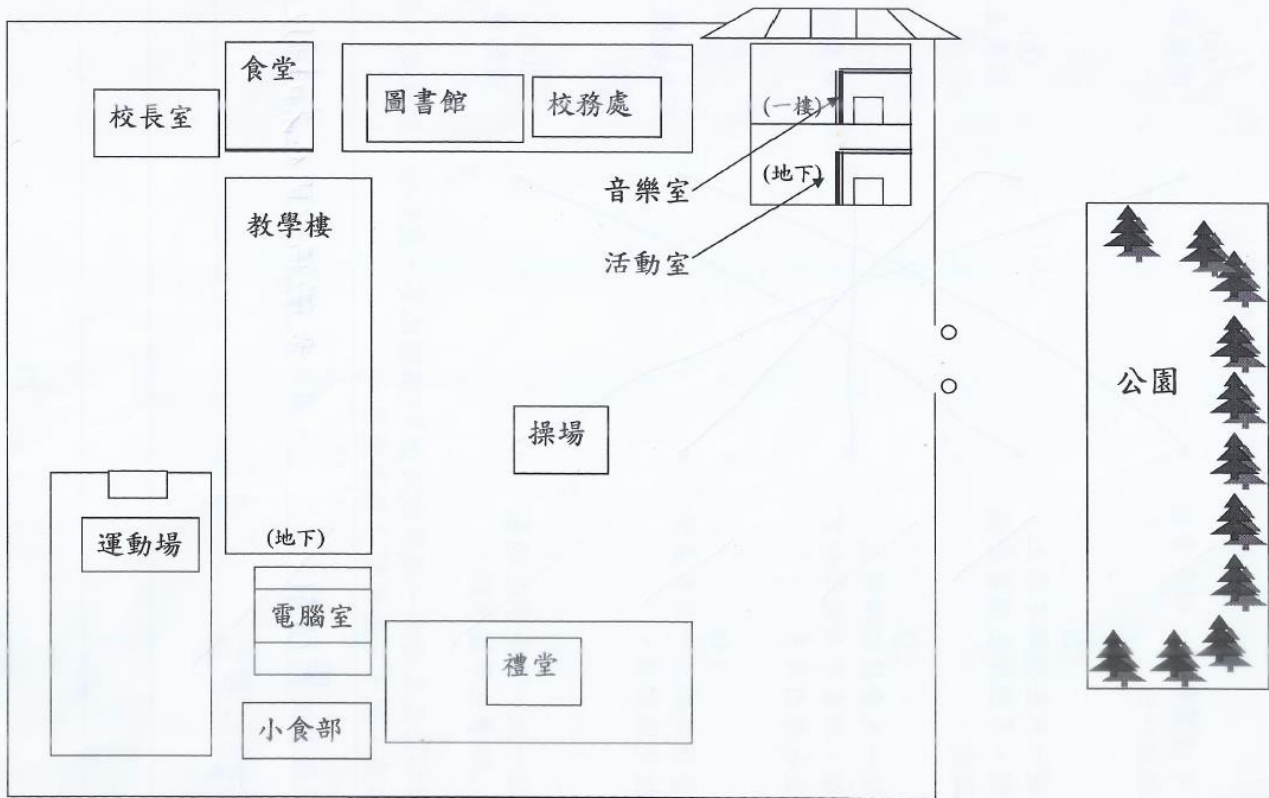 食堂
校長室
圖書館
校務處
(一樓)
音樂室
(地下)
活動室
教學樓
公園
操場
運動場
(地下)
電腦室
禮堂
小食部